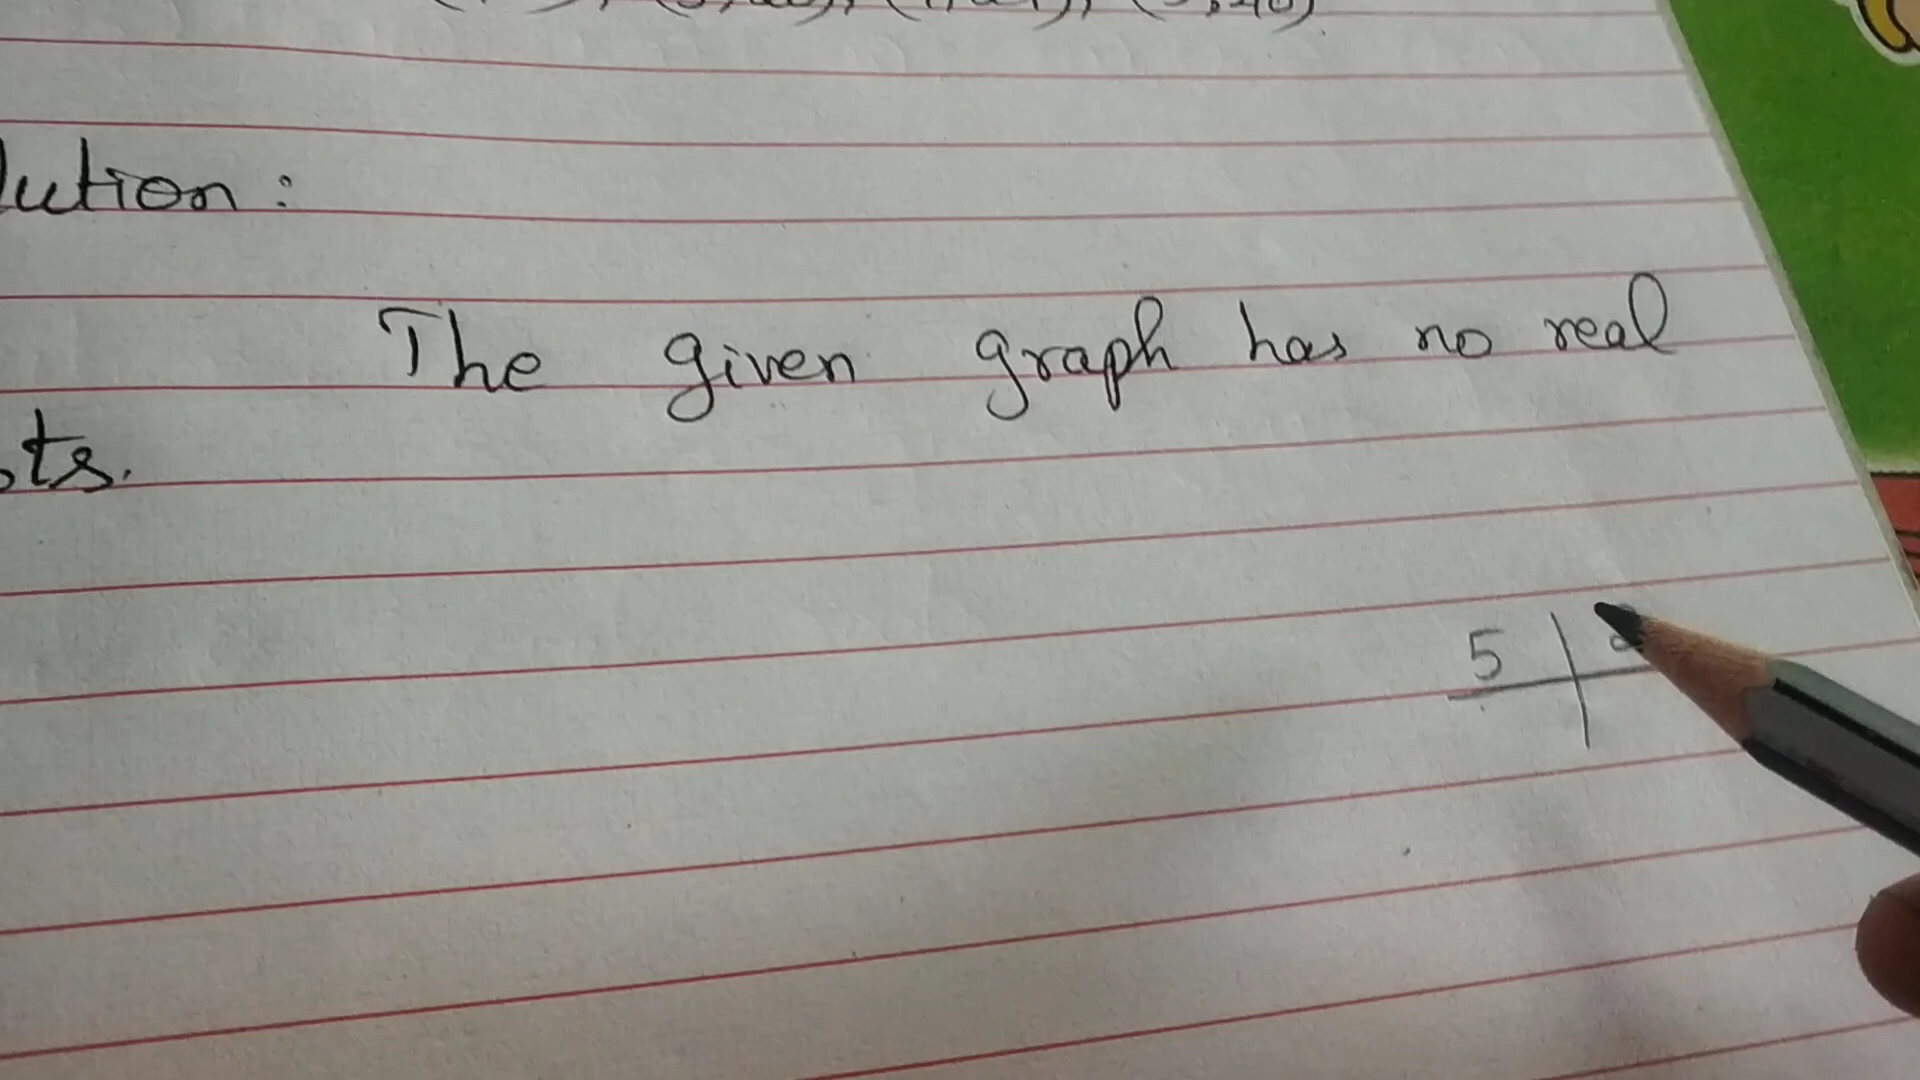 lution :
The given graph has no real
ts.
5